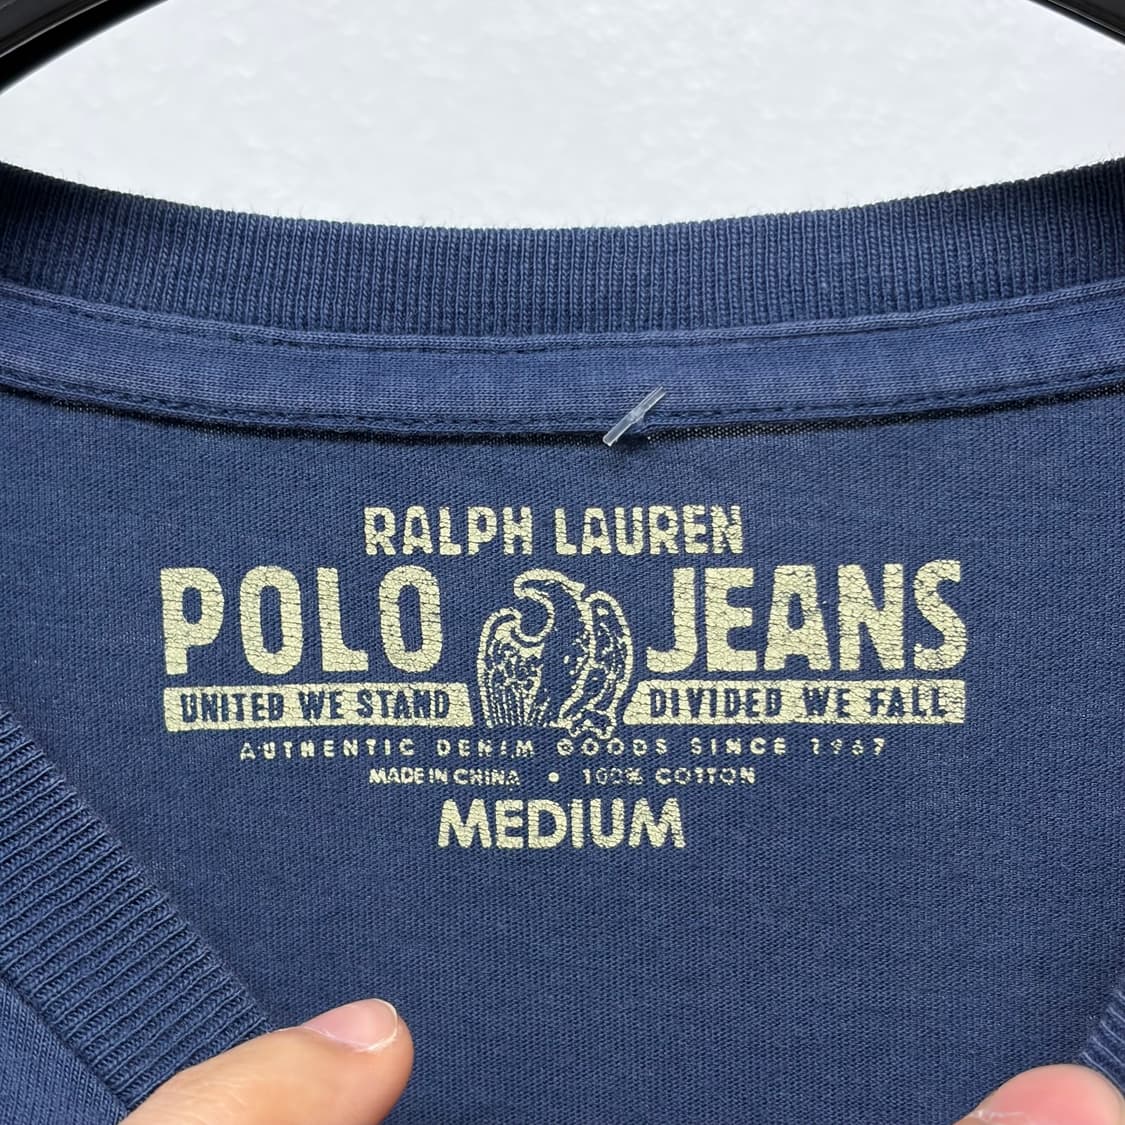 RALPH LAUREN
POLO JEANS
UNITED WE STAND DIVIDED WE FALL
AUTHENTIC DENIM GOODS SINCE 1967
MADE IN CHINA • 100% COTTON
MEDIUM